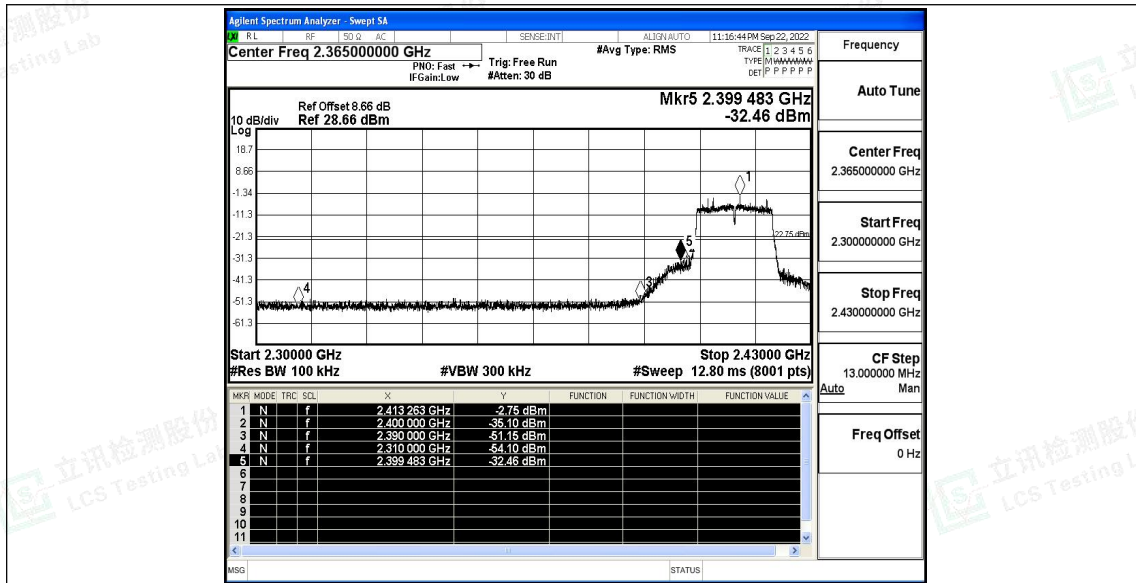 Agilent Spectrum Analyzer - Swept SA
LXI RL RF 50 Ω AC SENSE:INT ALIGN AUTO 11:16:44 PM Sep 22, 2022
Center Freq 2.365000000 GHz
PNO: Fast
IFGain:Low
Trig: Free Run
#Atten: 30 dB
#Avg Type: RMS
TRACE 1 2 3 4 5 6
TYPE MWWWWW
DET P P P P P P
Ref Offset 8.66 dB
10 dB/div Ref 28.66 dBm
Log
Mkr5 2.399 483 GHz
-32.46 dBm
18.7
8.66
-1.34
-11.3
-21.3
-31.3
-41.3
-51.3
-61.3
1
5
3
4
-22.75 dBm
Start 2.30000 GHz Stop 2.43000 GHz
#Res BW 100 kHz #VBW 300 kHz #Sweep 12.80 ms (8001 pts)
MKR MODE TRC SCL X Y FUNCTION FUNCTION WIDTH FUNCTION VALUE
1 N f 2.413 263 GHz -2.75 dBm
2 N f 2.400 000 GHz -35.10 dBm
3 N f 2.390 000 GHz -51.15 dBm
4 N f 2.310 000 GHz -54.10 dBm
5 N f 2.399 483 GHz -32.46 dBm
6
7
8
9
10
11
MSG STATUS
Frequency
Auto Tune
Center Freq
2.365000000 GHz
Start Freq
2.300000000 GHz
Stop Freq
2.430000000 GHz
CF Step
13.000000 MHz
Auto Man
Freq Offset
0 Hz
立讯检测股份
LCS Testing Lab
立讯检测股份
LCS Testing L